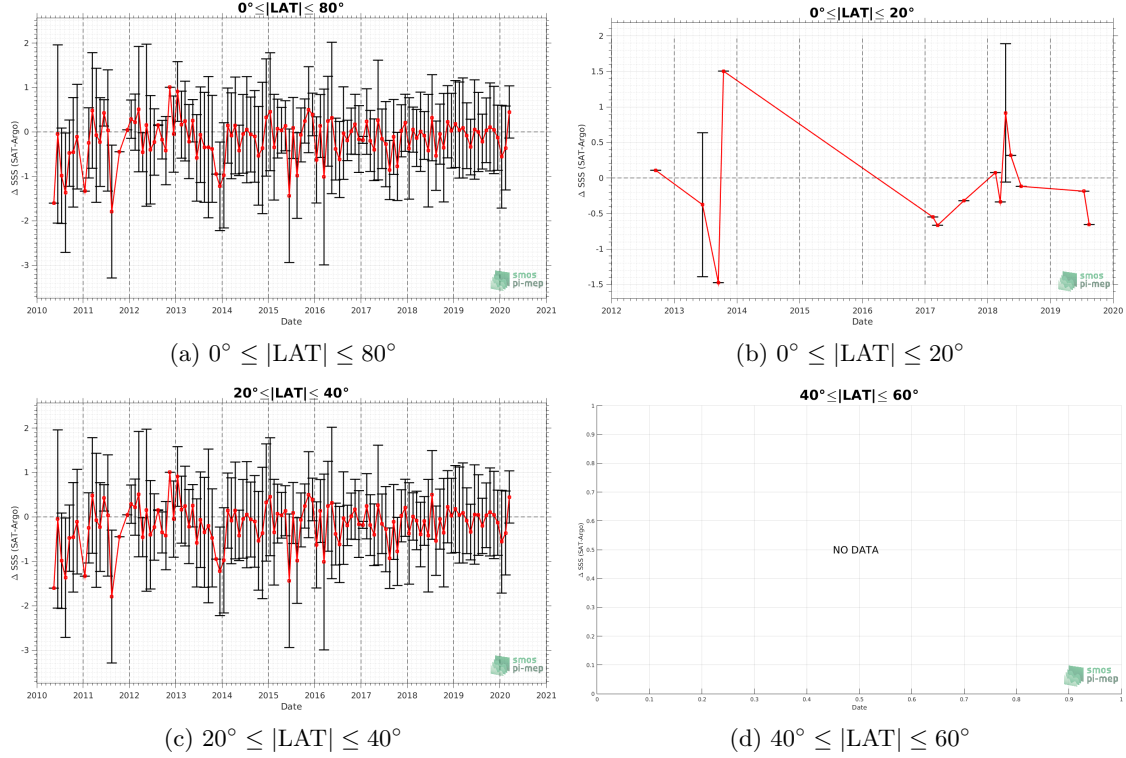 0°≤|LAT|≤ 80°
Δ SSS (SAT-Argo)
2
1
0
-1
-2
-3
2010 2011 2012 2013 2014 2015 2016 2017 2018 2019 2020 2021
Date
smos
pi-mep
(a) 0° ≤ |LAT| ≤ 80°
0°≤|LAT|≤ 20°
Δ SSS (SAT-Argo)
2
1.5
1
0.5
0
-0.5
-1
-1.5
2012 2013 2014 2015 2016 2017 2018 2019 2020
Date
smos
pi-mep
(b) 0° ≤ |LAT| ≤ 20°
20°≤|LAT|≤ 40°
Δ SSS (SAT-Argo)
2
1
0
-1
-2
-3
2010 2011 2012 2013 2014 2015 2016 2017 2018 2019 2020 2021
Date
smos
pi-mep
(c) 20° ≤ |LAT| ≤ 40°
40°≤|LAT|≤ 60°
Δ SSS (SAT-Argo)
1
0.9
0.8
0.7
0.6
0.5
0.4
0.3
0.2
0.1
0
NO DATA
0 0.1 0.2 0.3 0.4 0.5 0.6 0.7 0.8 0.9 1
Date
smos
pi-mep
(d) 40° ≤ |LAT| ≤ 60°